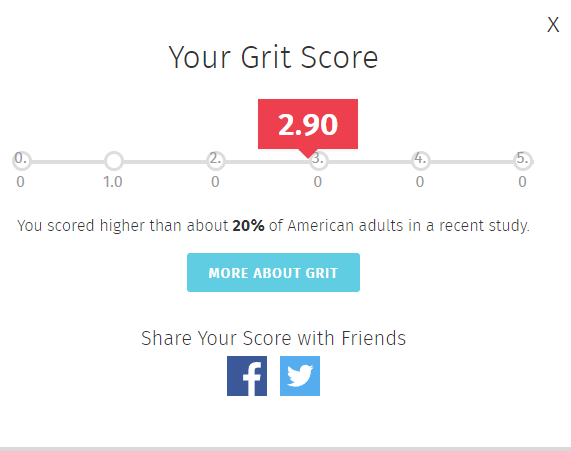 X
Your Grit Score
2.90
0. 1.0 2. 3. 4. 5.
0 0 0 0 0
You scored higher than about 20% of American adults in a recent study.
MORE ABOUT GRIT
Share Your Score with Friends